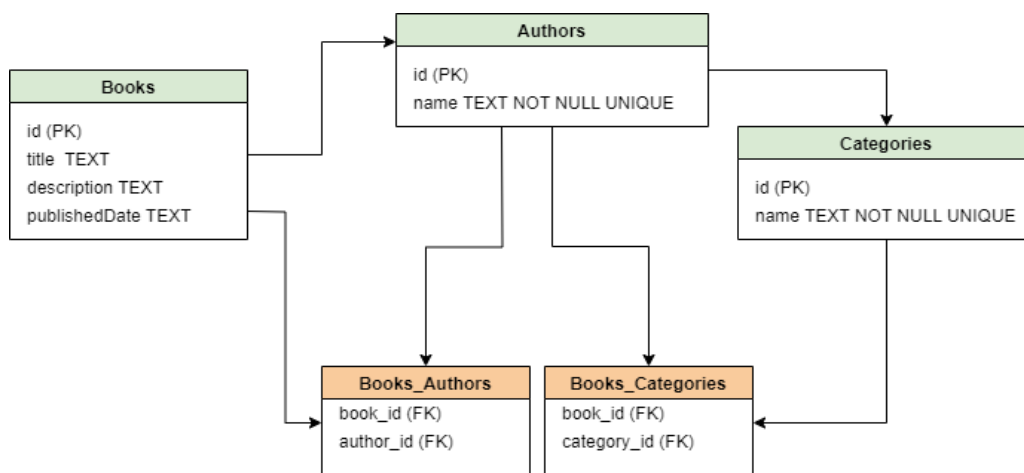 Authors
id (PK)
name TEXT NOT NULL UNIQUE
Books
id (PK)
title TEXT
description TEXT
publishedDate TEXT
Categories
id (PK)
name TEXT NOT NULL UNIQUE
Books_Authors
book_id (FK)
author_id (FK)
Books_Categories
book_id (FK)
category_id (FK)